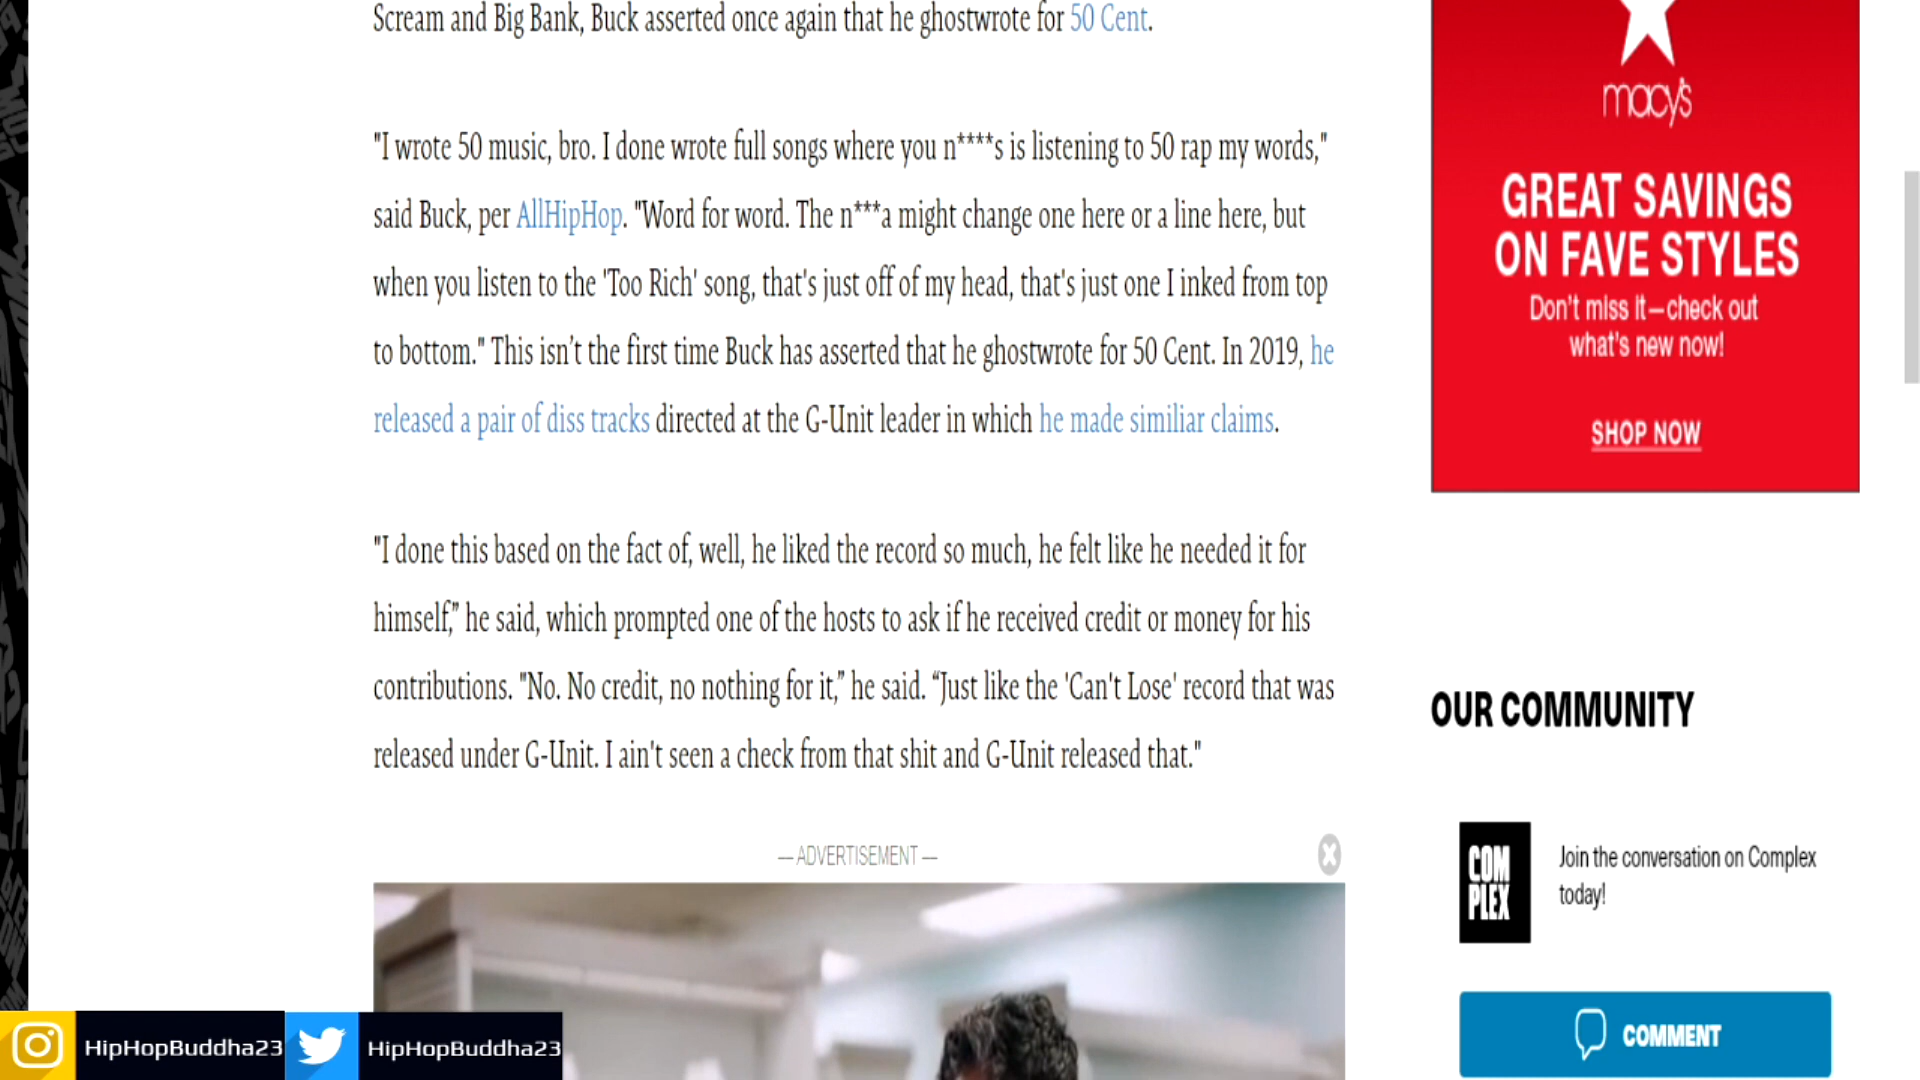 Scream and Big Bank, Buck asserted once again that he ghostwrote for 50 Cent.
"I wrote 50 music, bro. I done wrote full songs where you n****s is listening to 50 rap my words,"
said Buck, per AllHipHop. "Word for word. The n***a might change one here or a line here, but
when you listen to the 'Too Rich' song, that's just off of my head, that's just one I inked from top
to bottom." This isn’t the first time Buck has asserted that he ghostwrote for 50 Cent. In 2019, he
released a pair of diss tracks directed at the G-Unit leader in which he made similiar claims.
"I done this based on the fact of, well, he liked the record so much, he felt like he needed it for
himself,” he said, which prompted one of the hosts to ask if he received credit or money for his
contributions. "No. No credit, no nothing for it,” he said. “Just like the 'Can't Lose' record that was
released under G-Unit. I ain't seen a check from that shit and G-Unit released that."
— ADVERTISEMENT —
macy's
GREAT SAVINGS
ON FAVE STYLES
Don't miss it—check out
what's new now!
SHOP NOW
OUR COMMUNITY
COM
PLEX
Join the conversation on Complex
today!
COMMENT
HipHopBuddha23
HipHopBuddha23